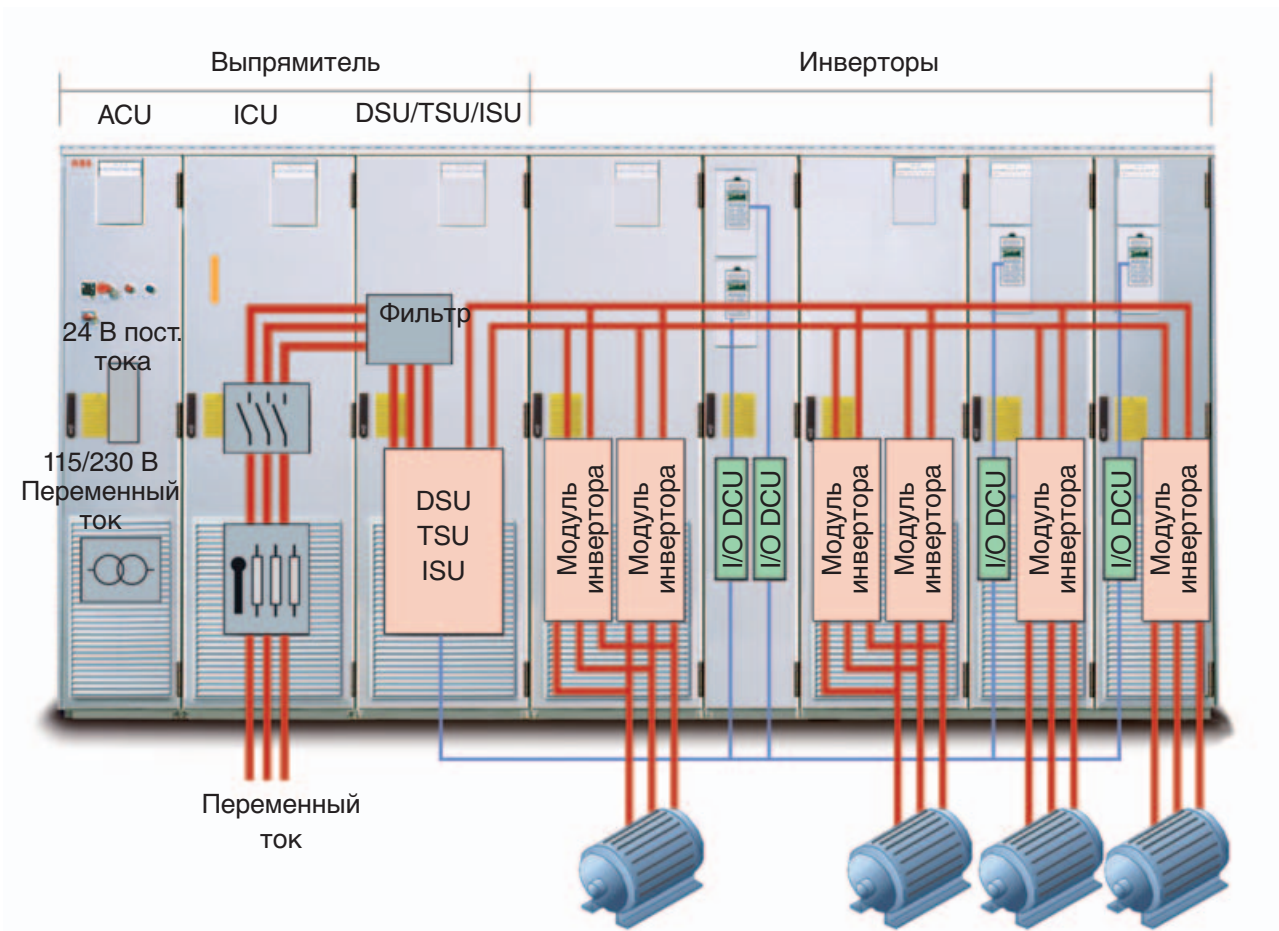 Выпрямитель
Инверторы
ACU
ICU
DSU/TSU/ISU
ABB
Фильтр
24 В пост.
тока
115/230 В
Переменный
ток
DSU
TSU
ISU
Модуль
инвертора
Модуль
инвертора
I/O DCU
I/O DCU
Модуль
инвертора
Модуль
инвертора
I/O DCU
Модуль
инвертора
I/O DCU
Модуль
инвертора
Переменный
ток